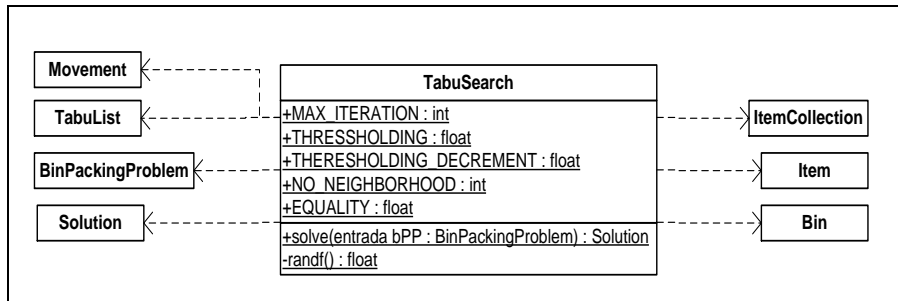 Movement
TabuList
BinPackingProblem
Solution
TabuSearch
+MAX_ITERATION : int
+THRESSHOLDING : float
+THERESHOLDING_DECREMENT : float
+NO_NEIGHBORHOOD : int
+EQUALITY : float
+solve(entrada bPP : BinPackingProblem) : Solution
-randf() : float
ItemCollection
Item
Bin